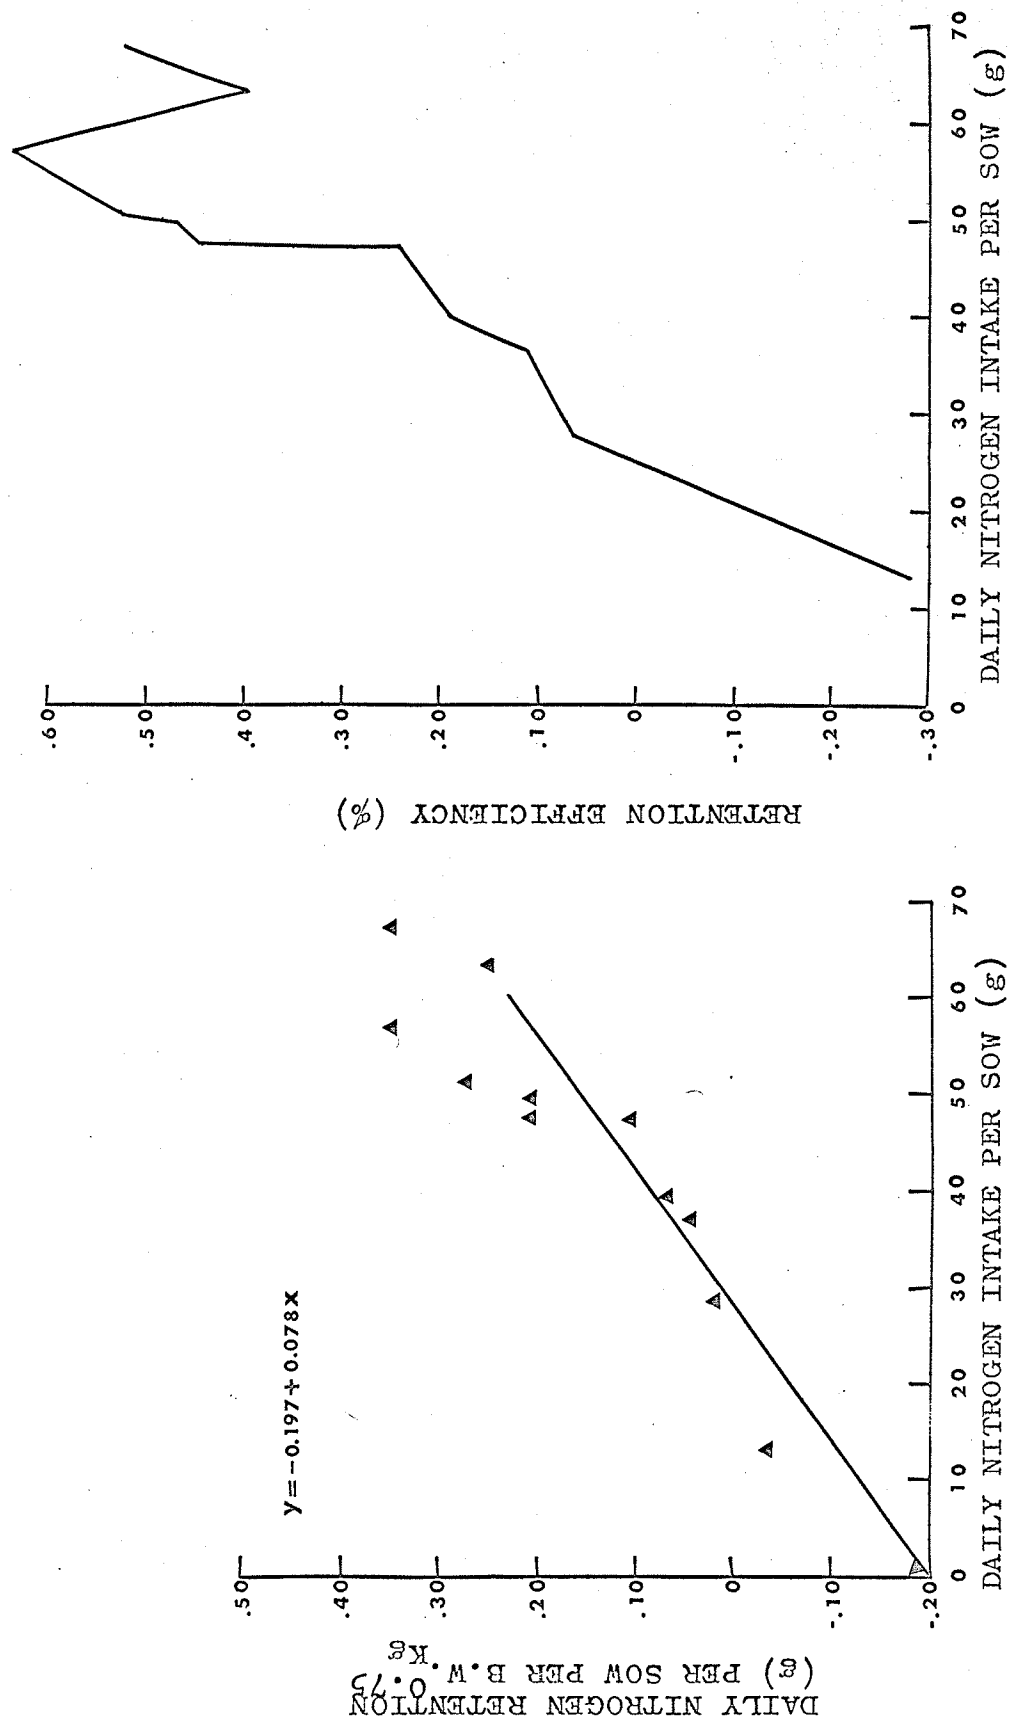 .60
.50
.40
.30
.20
.10
0
-.10
-.20
-.30
RETENTION EFFICIENCY (%)
0 10 20 30 40 50 60 70
DAILY NITROGEN INTAKE PER SOW (g)
y=-0.197+0.078X
.50
.40
.30
.20
.10
0
-.10
-.20
DAILY NITROGEN RETENTION
(g) PER SOW PER B.W.Kg 0.75
0 10 20 30 40 50 60 70
DAILY NITROGEN INTAKE PER SOW (g)